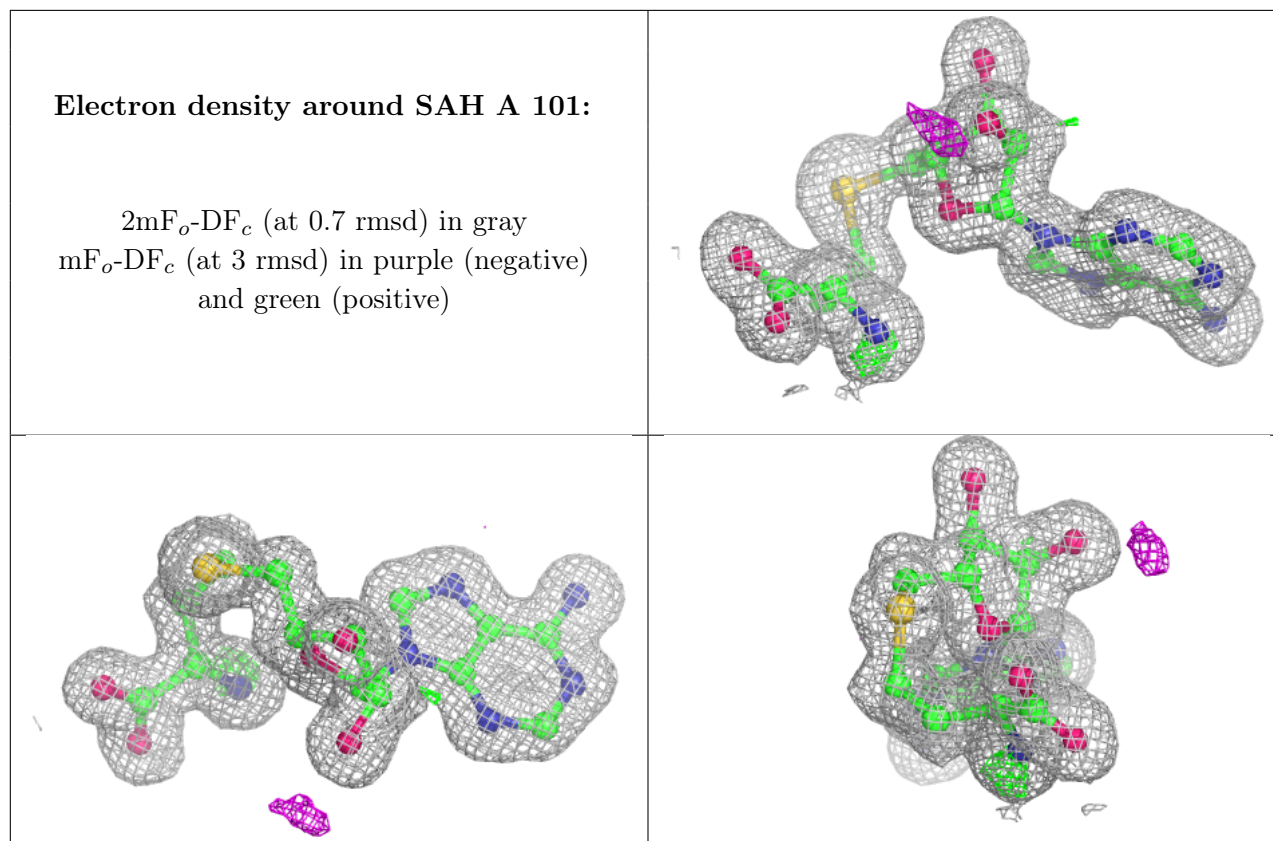 Electron density around SAH A 101:
2mFₒ-DF𝒸 (at 0.7 rmsd) in gray
mFₒ-DF𝒸 (at 3 rmsd) in purple (negative)
and green (positive)